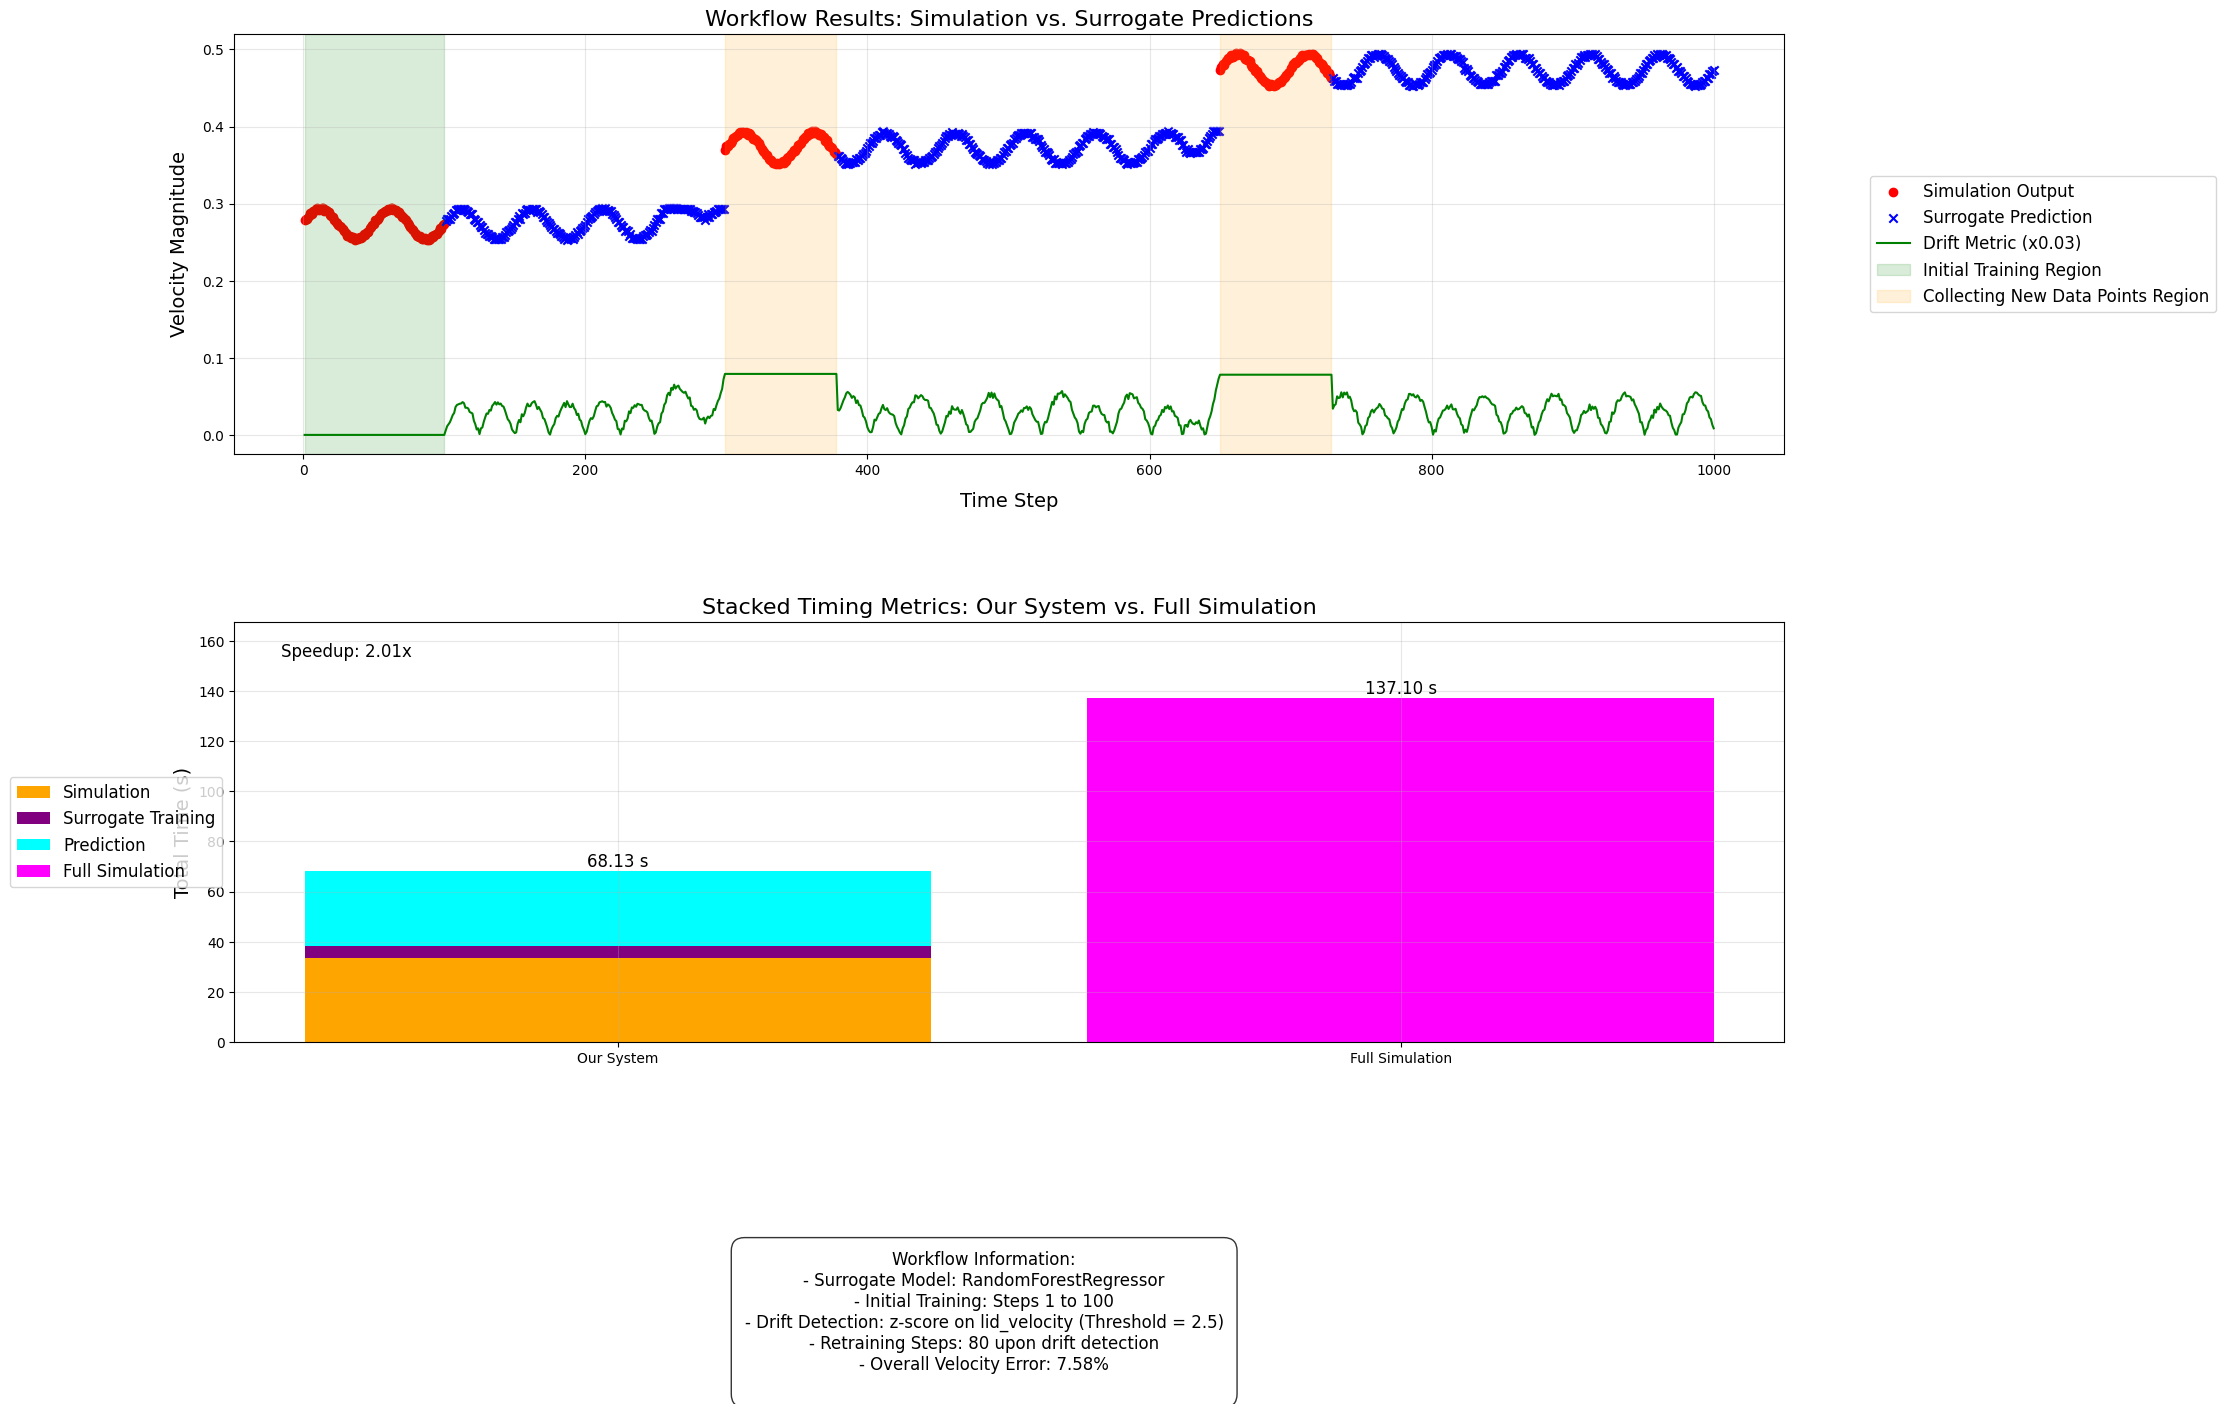 Workflow Results: Simulation vs. Surrogate Predictions
Velocity Magnitude
0.5
0.4
0.3
0.2
0.1
0.0
0
200
400
600
800
1000
Time Step
Simulation Output
Surrogate Prediction
Drift Metric (x0.03)
Initial Training Region
Collecting New Data Points Region
Stacked Timing Metrics: Our System vs. Full Simulation
Total Time (s)
160
140
120
100
80
60
40
20
0
Speedup: 2.01x
68.13 s
137.10 s
Our System
Full Simulation
Simulation
Surrogate Training
Prediction
Full Simulation
Workflow Information:
- Surrogate Model: RandomForestRegressor
- Initial Training: Steps 1 to 100
- Drift Detection: z-score on lid_velocity (Threshold = 2.5)
- Retraining Steps: 80 upon drift detection
- Overall Velocity Error: 7.58%